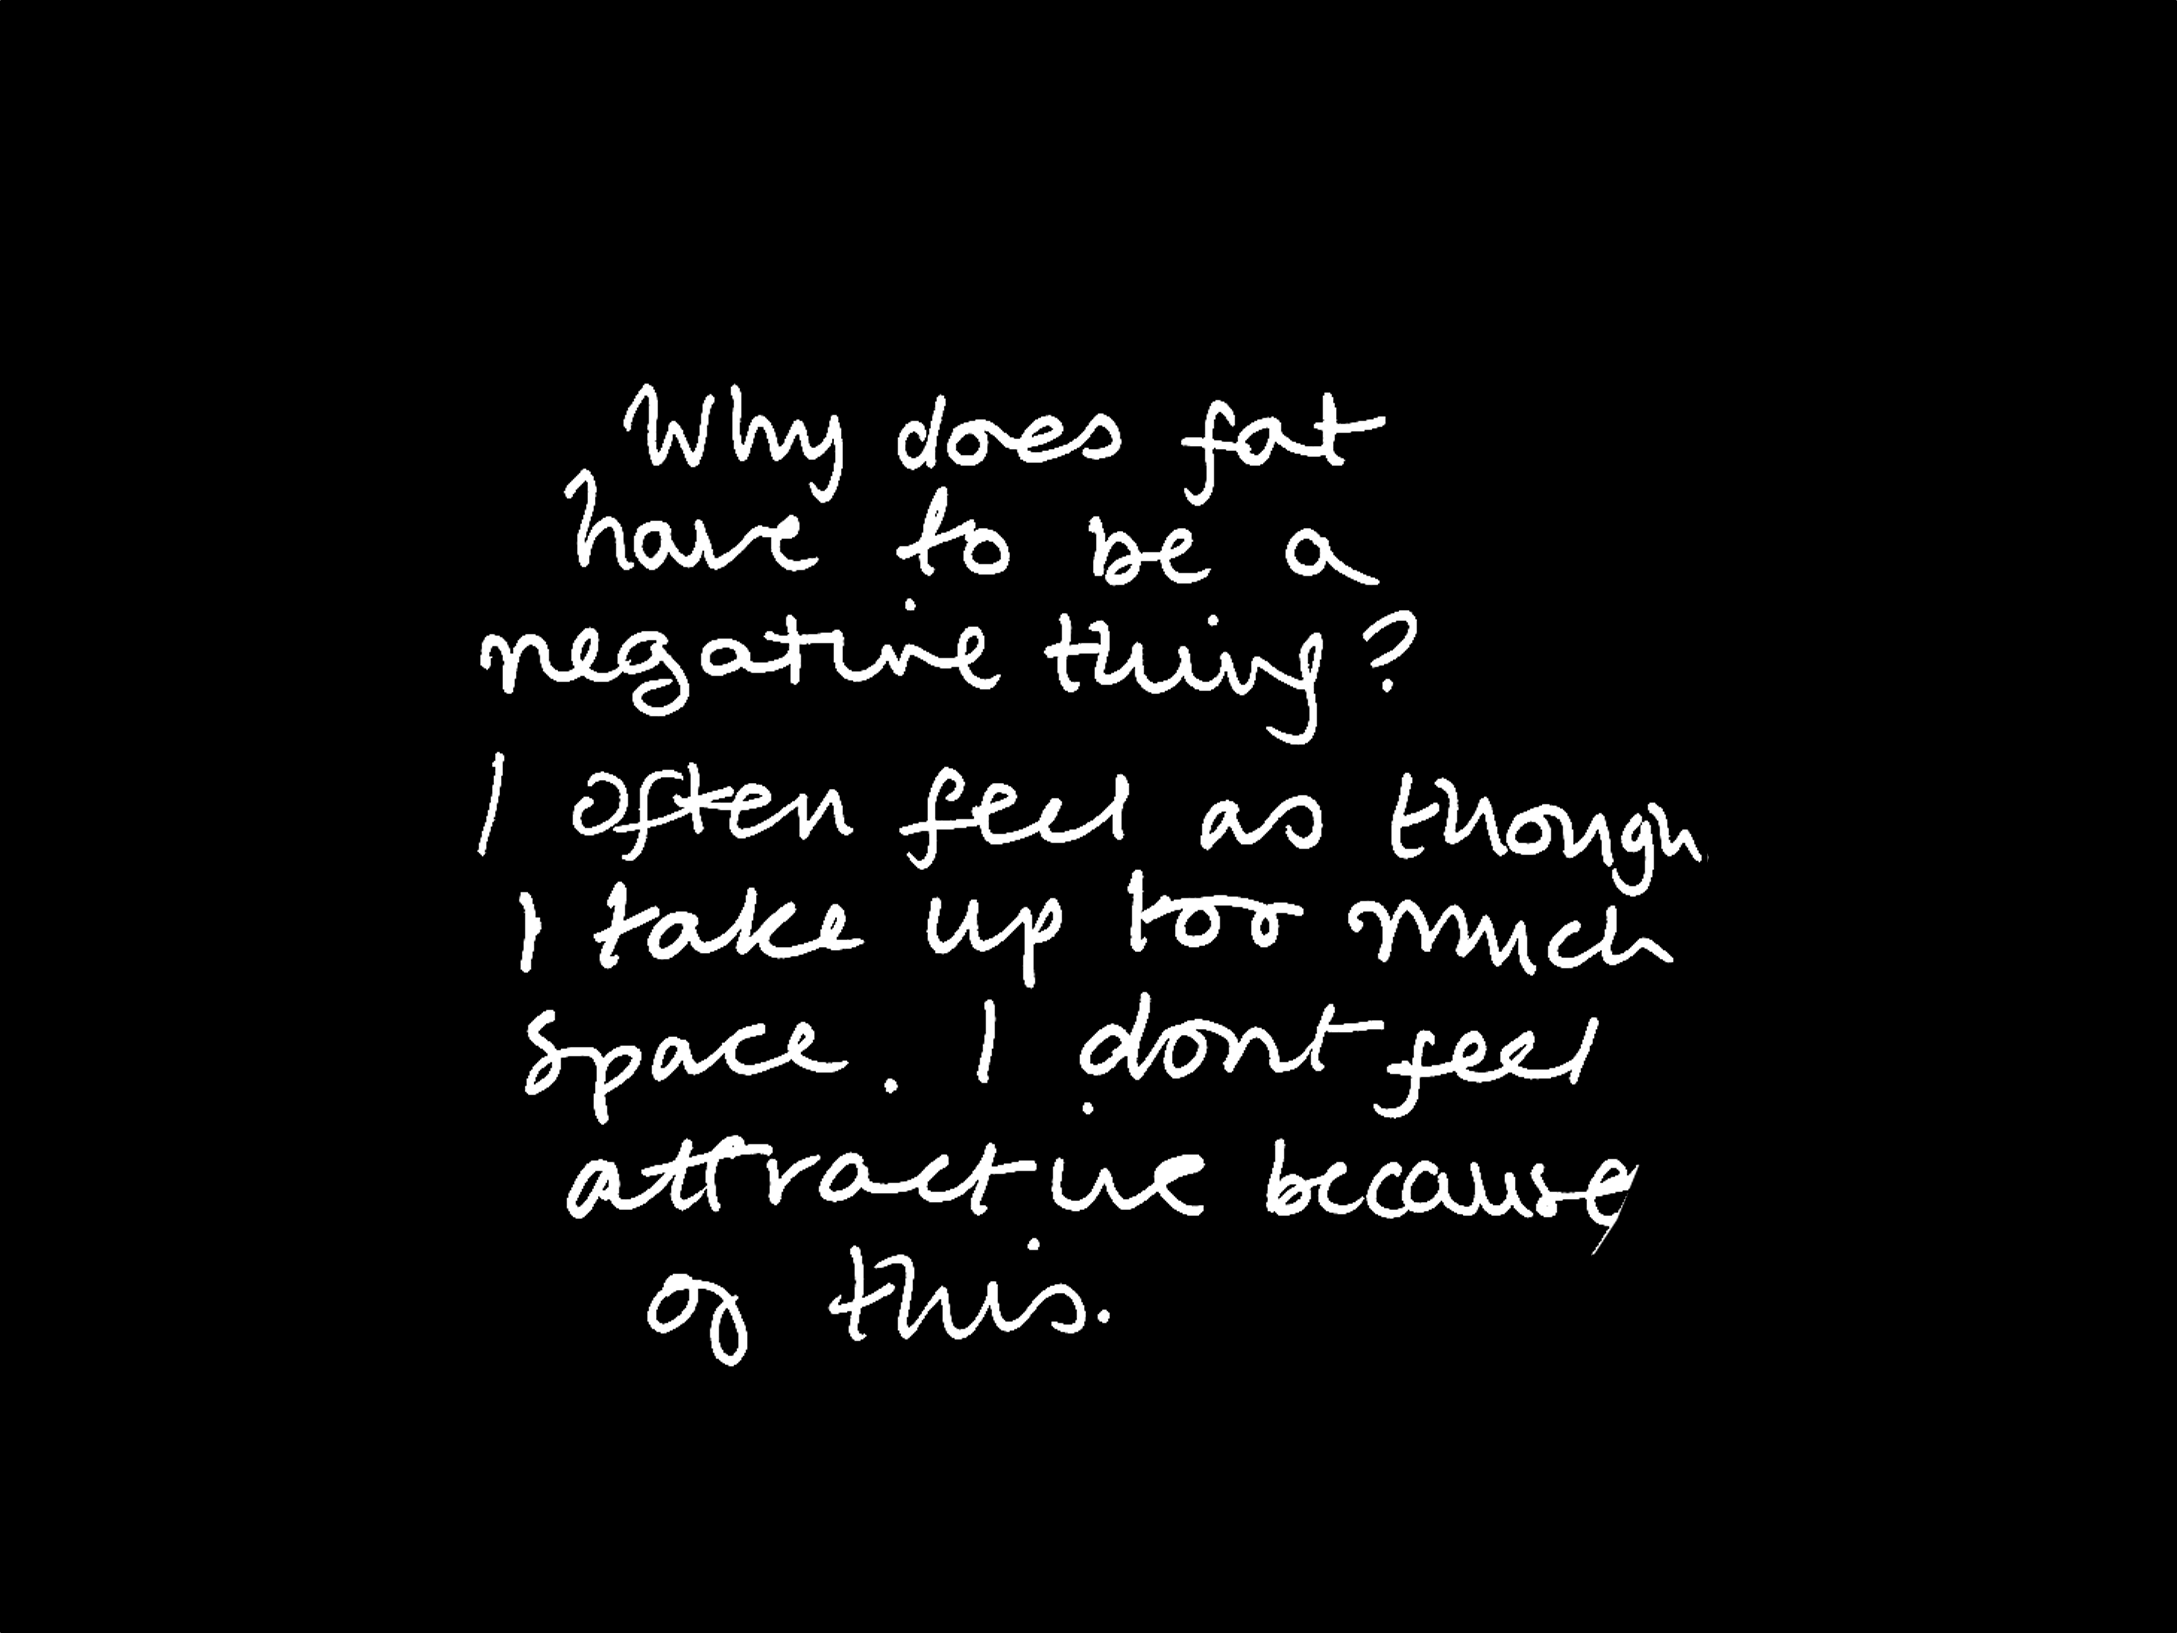 Why does fat
have to be a
negative thing?
I often feel as though
I take up too much
space. I dont feel
attractive because
of this.